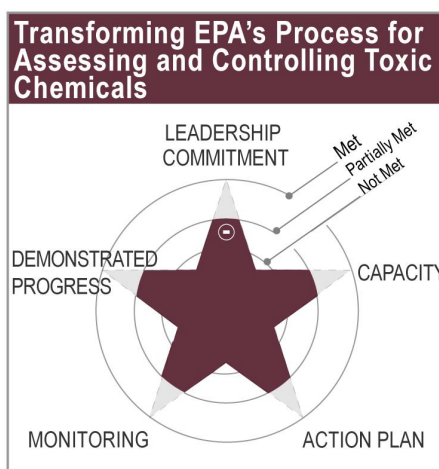 Transforming EPA's Process for
Assessing and Controlling Toxic
Chemicals
LEADERSHIP
COMMITMENT
Met
Partially Met
Not Met
DEMONSTRATED
PROGRESS
CAPACITY
MONITORING
ACTION PLAN